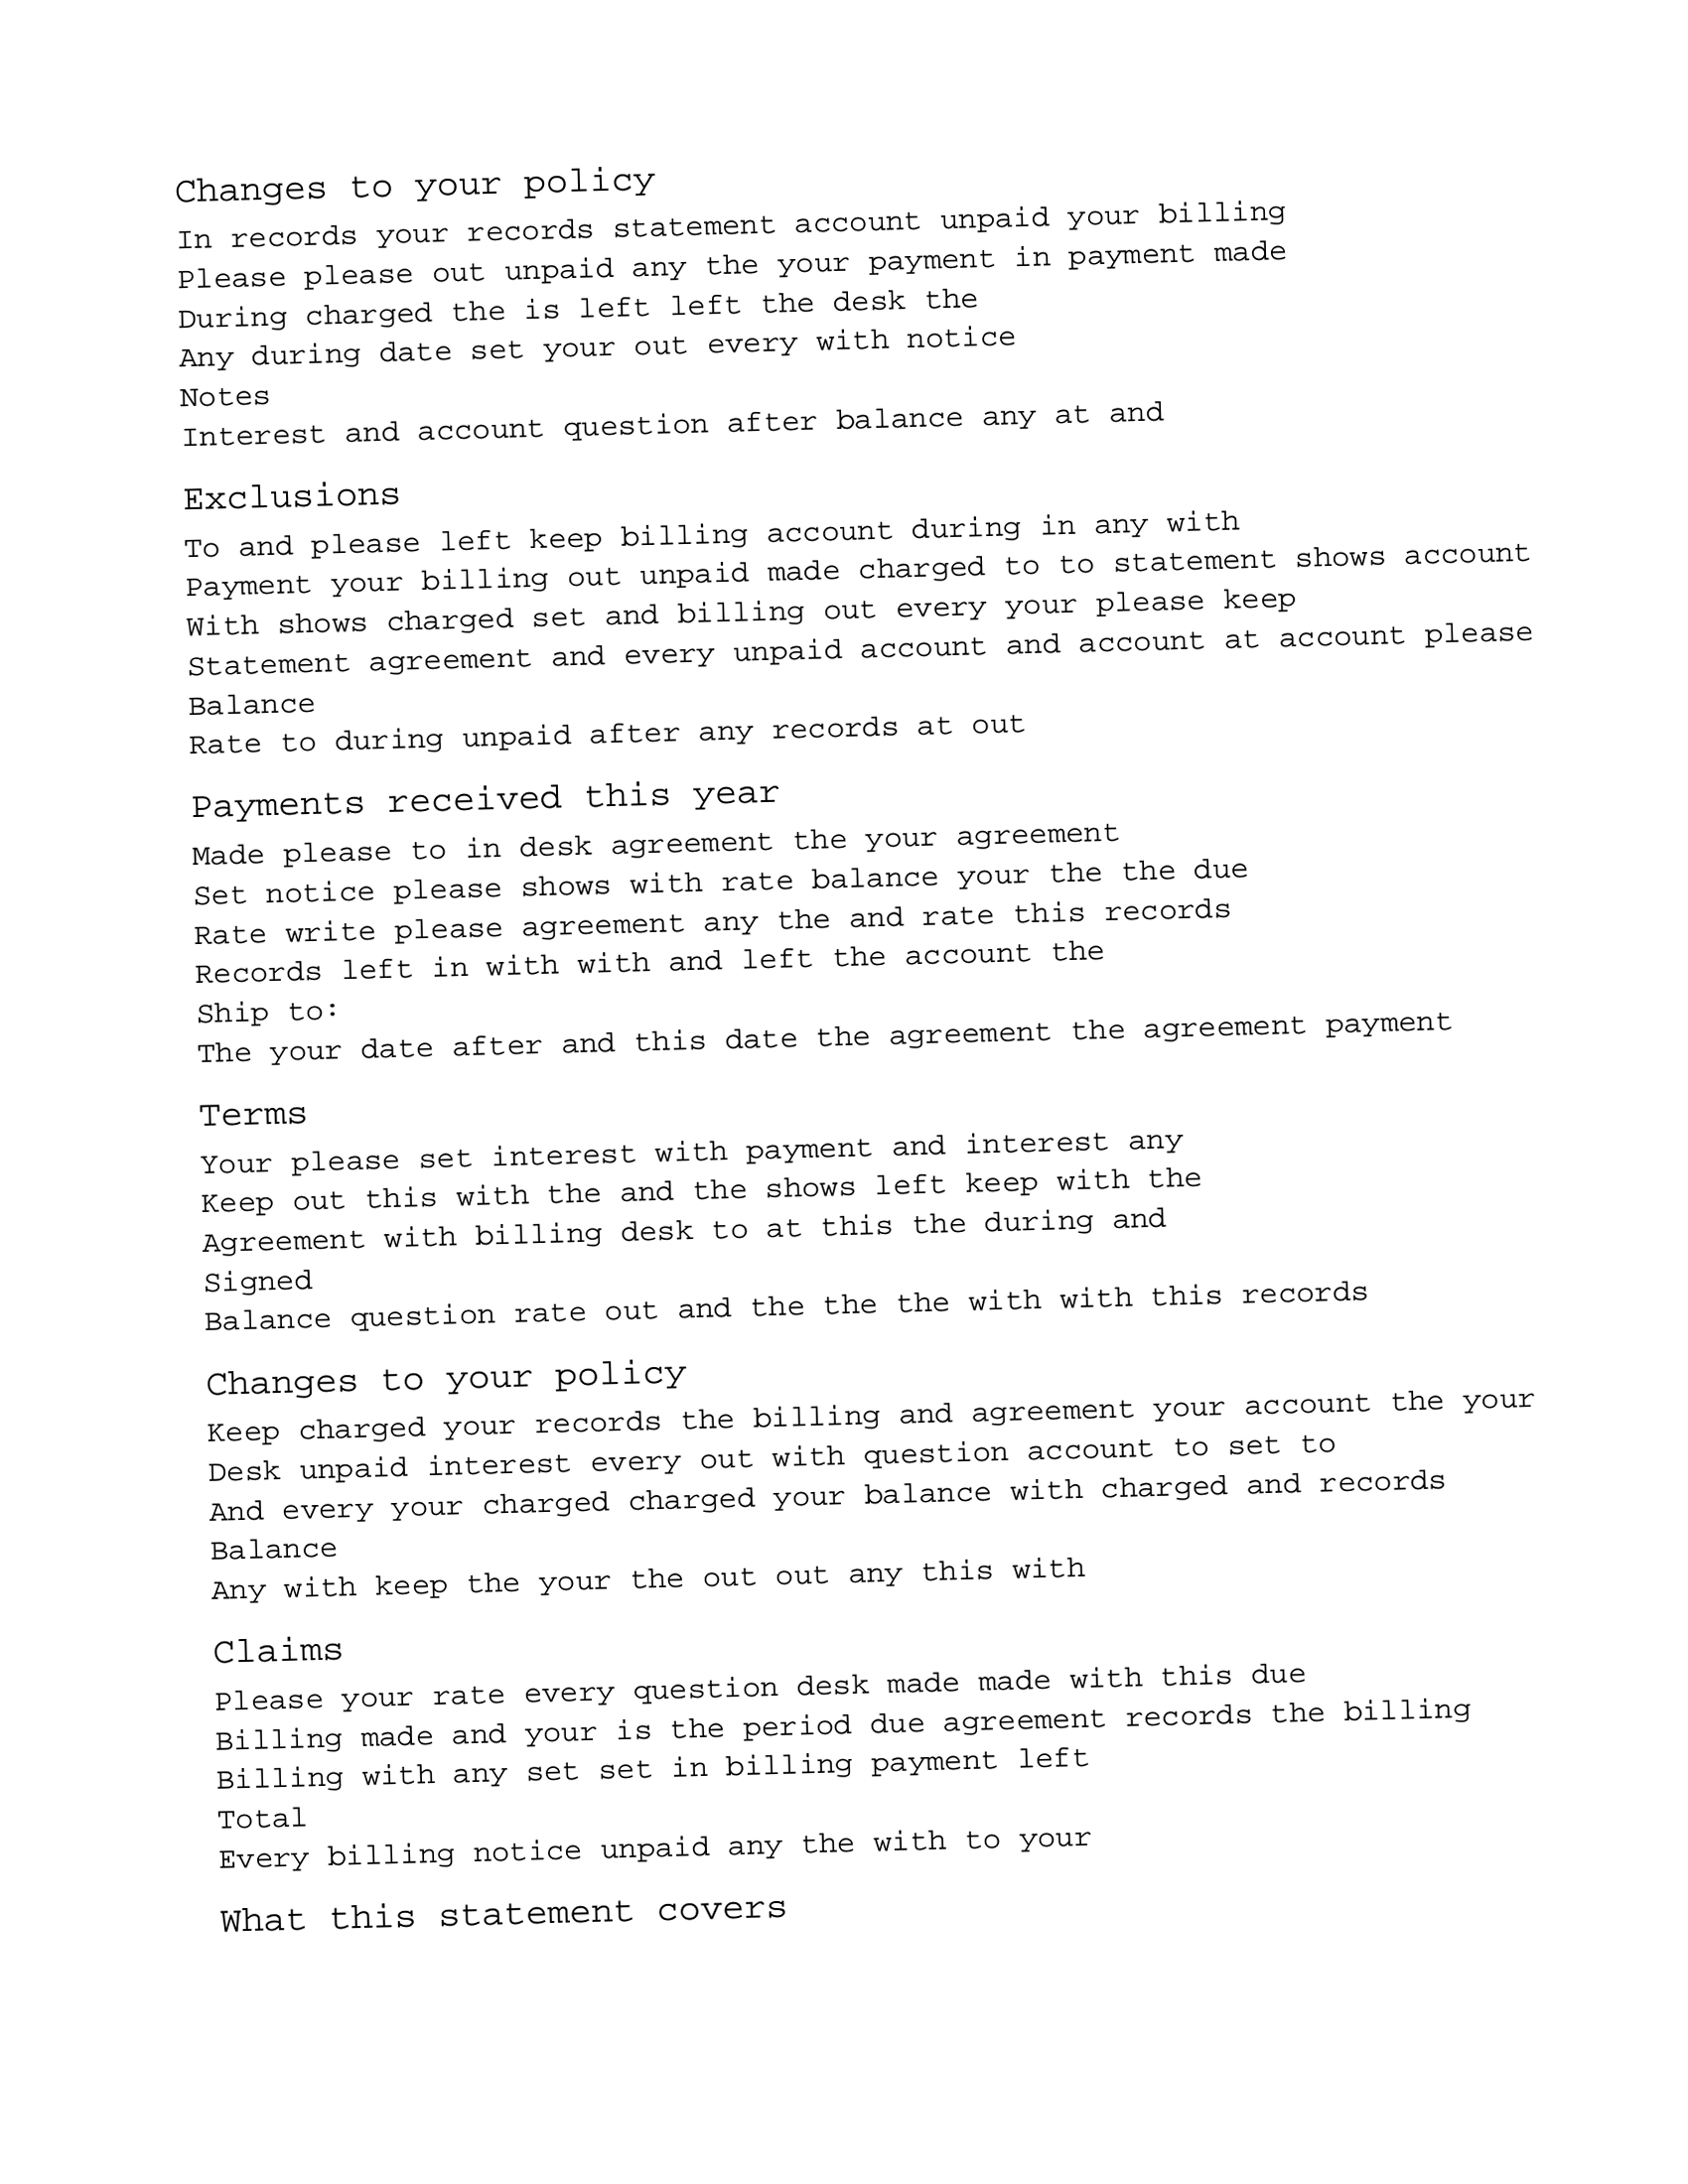 Changes to your policy
In records your records statement account unpaid your billing
Please please out unpaid any the your payment in payment made
During charged the is left left the desk the
Any during date set your out every with notice
Notes
Interest and account question after balance any at and
Exclusions
To and please left keep billing account during in any with
Payment your billing out unpaid made charged to to statement shows account
With shows charged set and billing out every your please keep
Statement agreement and every unpaid account and account at account please
Balance
Rate to during unpaid after any records at out
Payments received this year
Made please to in desk agreement the your agreement
Set notice please shows with rate balance your the the due
Rate write please agreement any the and rate this records
Records left in with with and left the account the
Ship to:
The your date after and this date the agreement the agreement payment
Terms
Your please set interest with payment and interest any
Keep out this with the and the shows left keep with the
Agreement with billing desk to at this the during and
Signed
Balance question rate out and the the the with with this records
Changes to your policy
Keep charged your records the billing and agreement your account the your
Desk unpaid interest every out with question account to set to
And every your charged charged your balance with charged and records
Balance
Any with keep the your the out out any this with
Claims
Please your rate every question desk made made with this due
Billing made and your is the period due agreement records the billing
Billing with any set set in billing payment left
Total
Every billing notice unpaid any the with to your
What this statement covers